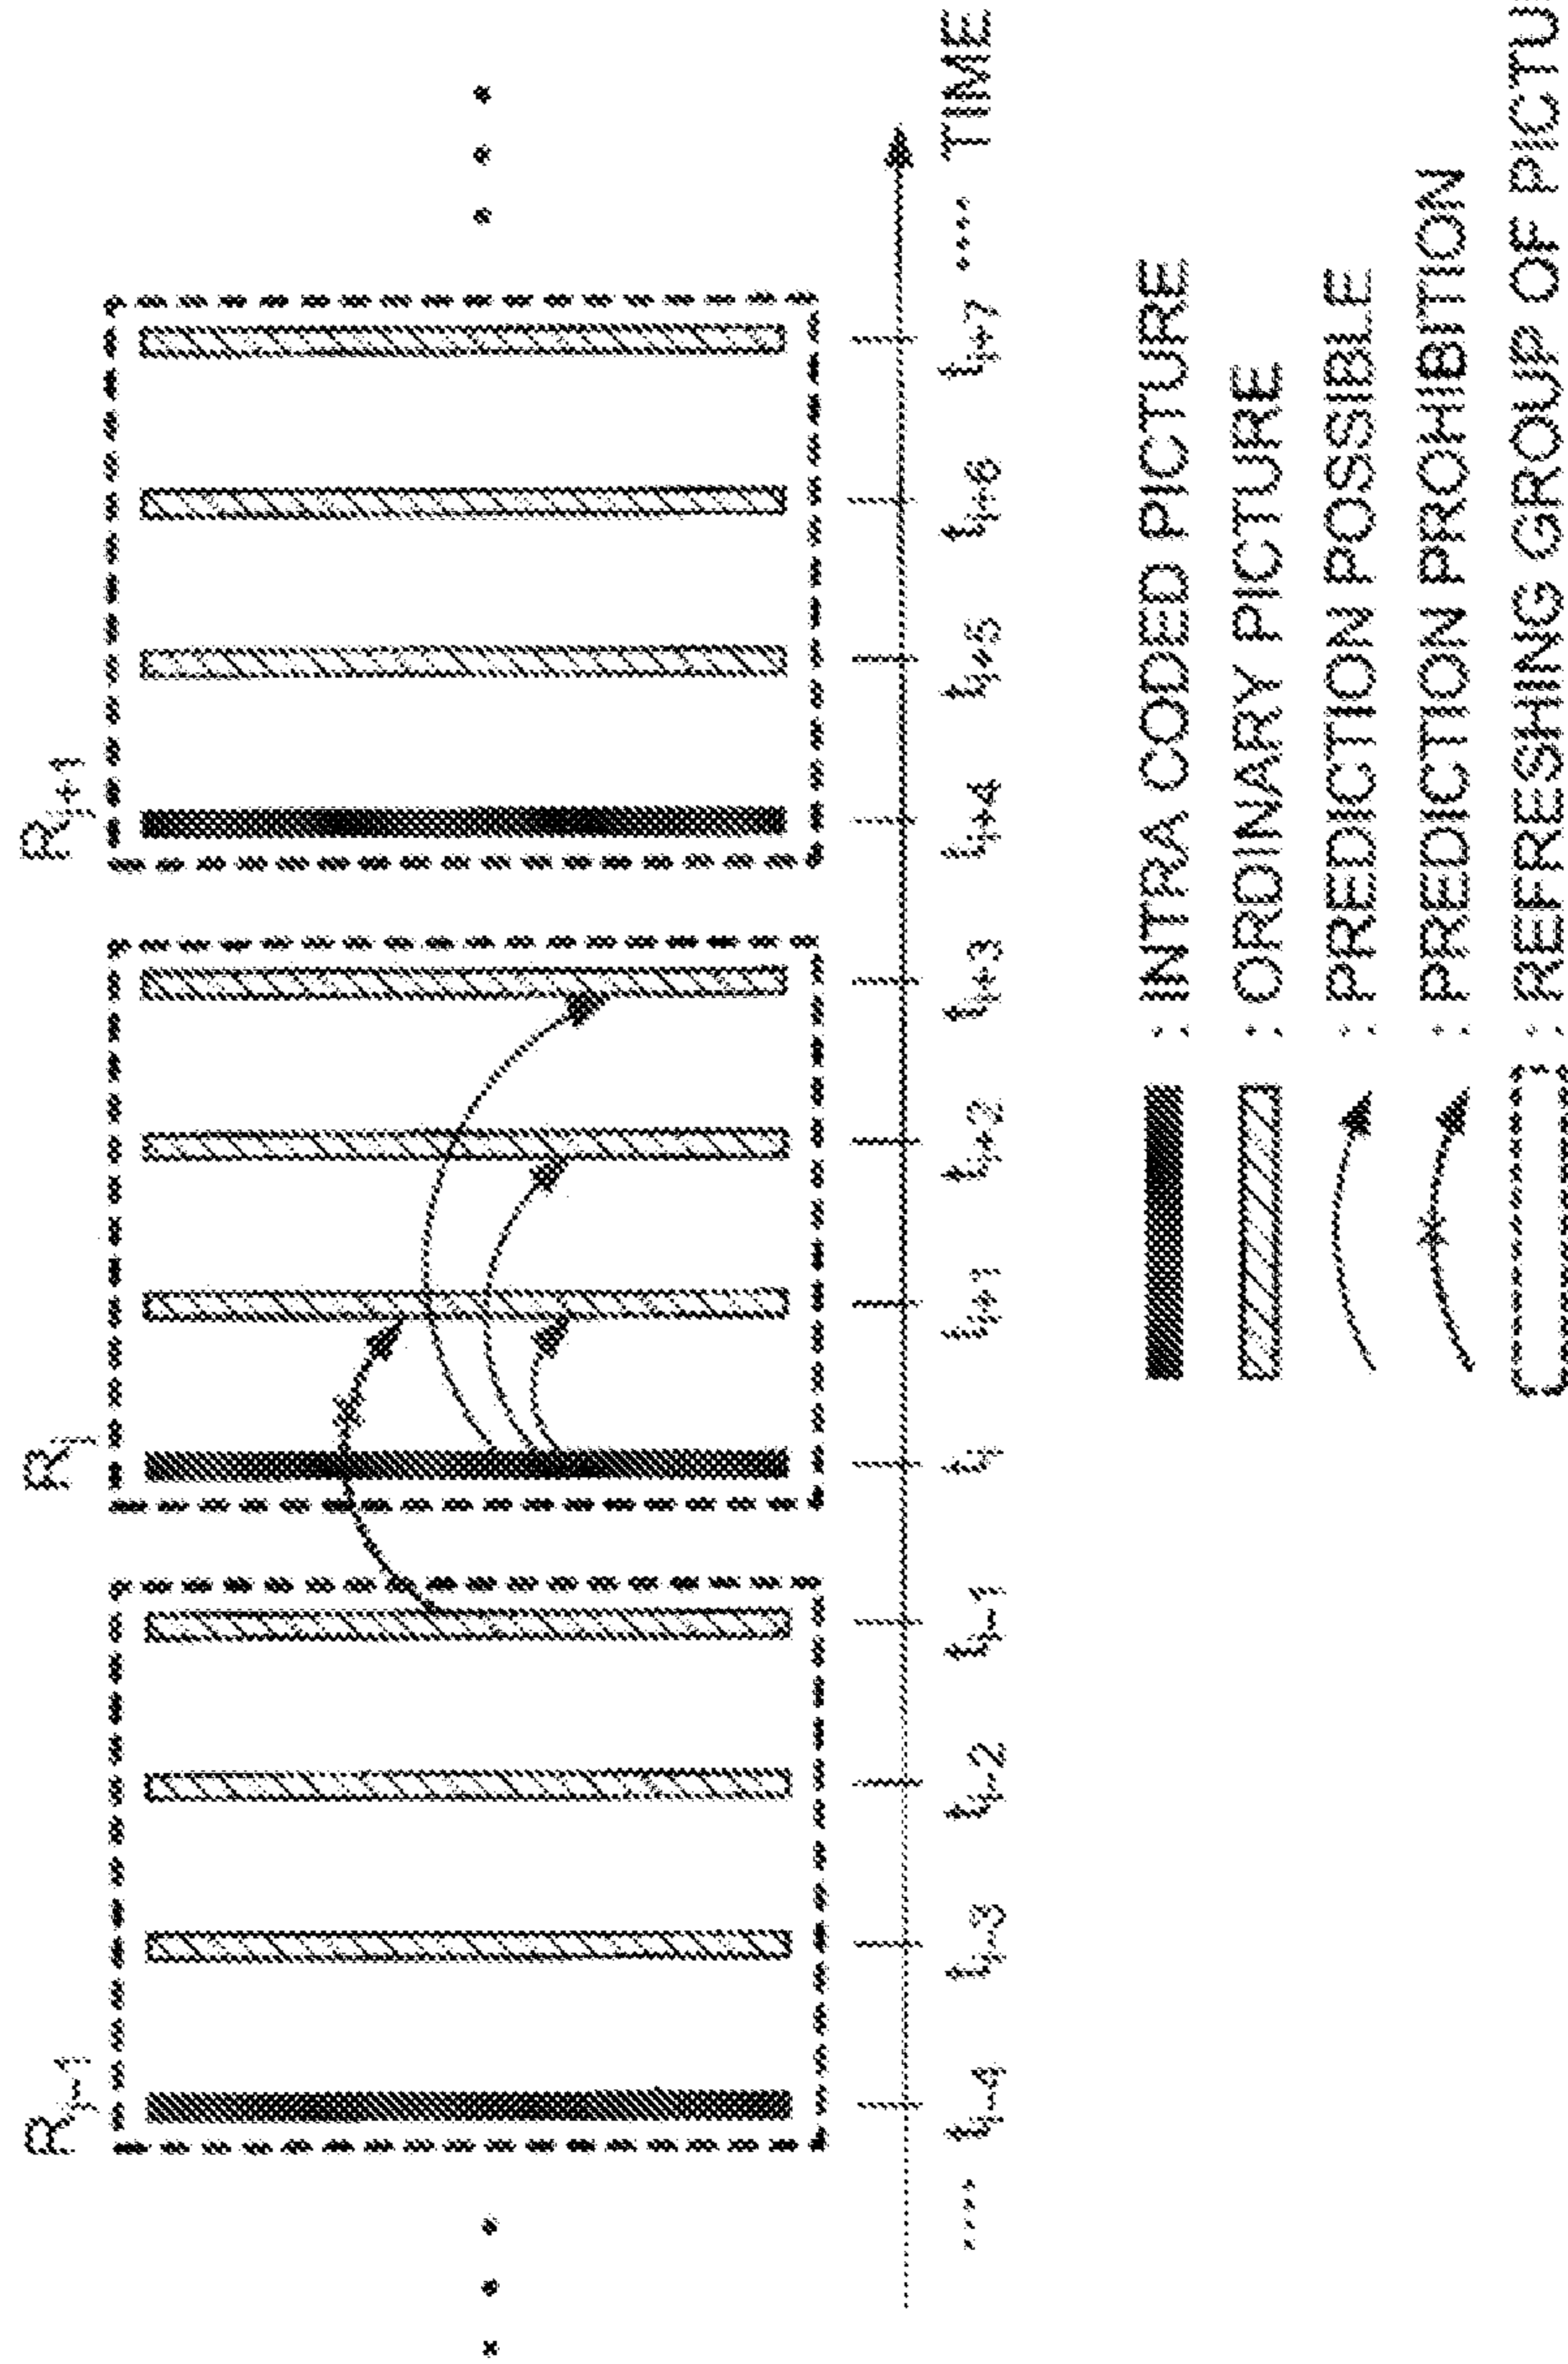 R_{j-1} R_j R_{j+1}
.... t_{i-4} t_{i-3} t_{i-2} t_{i-1} t_i t_{i+1} t_{i+2} t_{i+3} t_{i+4} t_{i+5} t_{i+6} t_{i+7} .... TIME
: INTRA CODED PICTURE
: ORDINARY PICTURE
: PREDICTION POSSIBLE
: PREDICTION PROHIBITION
: REFRESHING GROUP OF